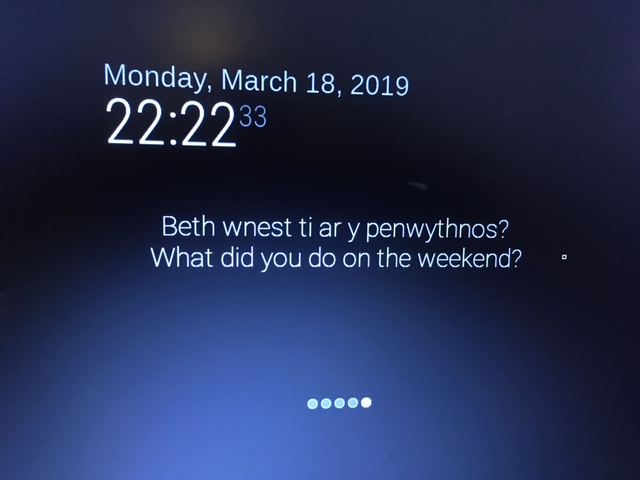 Monday, March 18, 2019
22:22 33
Beth wnest ti ar y penwythnos?
What did you do on the weekend?